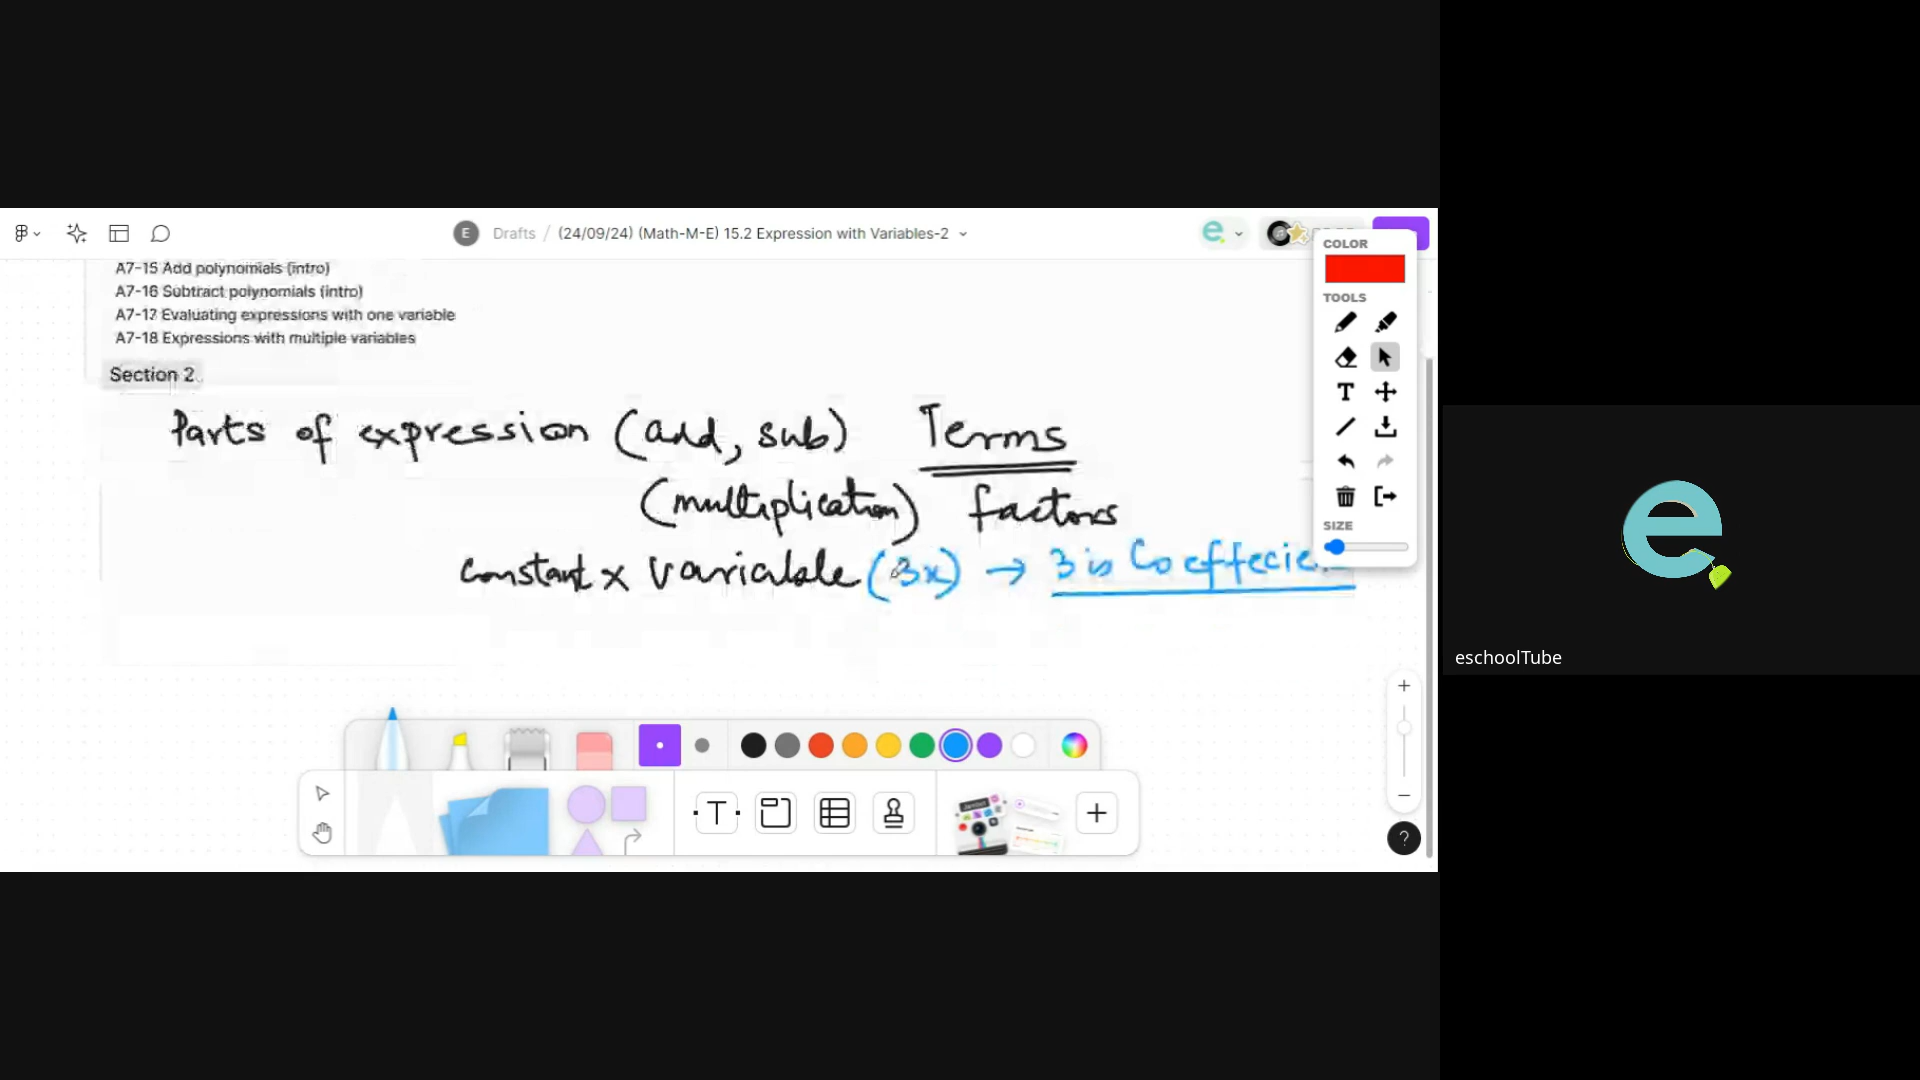 E Drafts / (24/09/24) (Math-M-E) 15.2 Expression with Variables-2
COLOR
A7-15 Add polynomials (intro)
A7-16 Subtract polynomials (intro)
TOOLS
A7-17 Evaluating expressions with one variable
A7-18 Expressions with multiple variables
Section 2
Parts of expression (add, sub) Terms
(multiplication) factors
SIZE
constant x variable (3x) → 3 is Coeffecie
eschoolTube